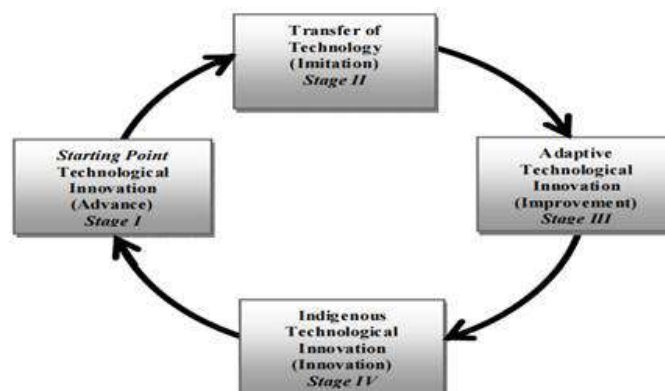 Transfer of
Technology
(Imitation)
Stage II
Starting Point
Technological
Innovation
(Advance)
Stage I
Adaptive
Technological
Innovation
(Improvement)
Stage III
Indigenous
Technological
Innovation
(Innovation)
Stage IV